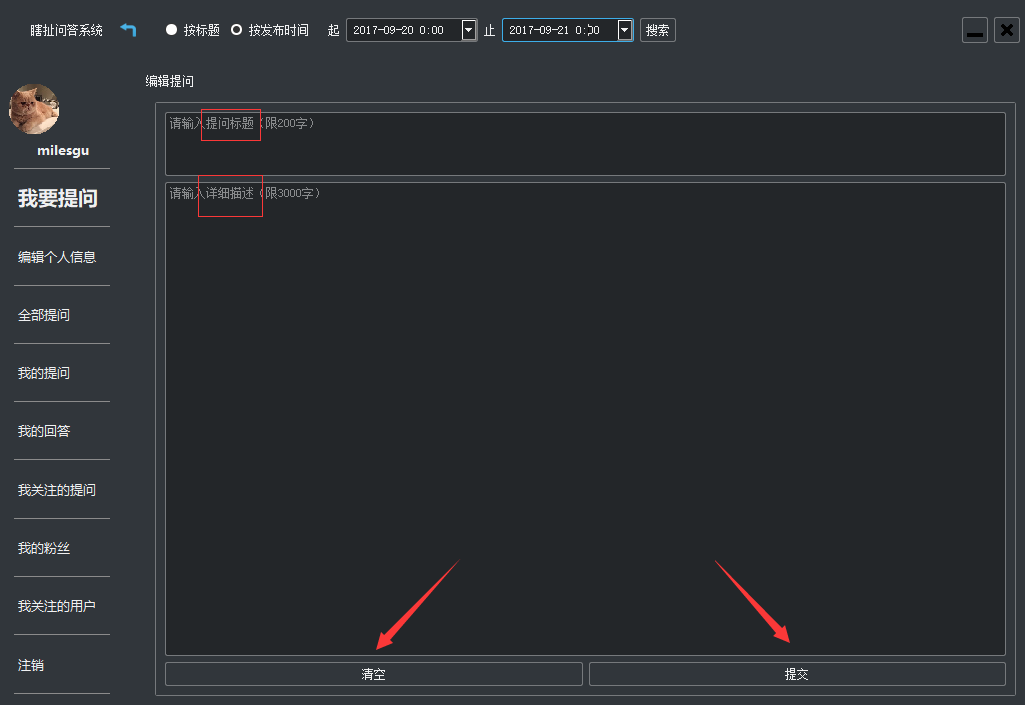 瞎扯问答系统 按标题 按发布时间 起 2017-09-20 0:00 止 2017-09-21 0:00 搜索
编辑提问
milesgu
我要提问
编辑个人信息
全部提问
我的提问
我的回答
我关注的提问
我的粉丝
我关注的用户
注销
请输入提问标题（限200字）
请输入详细描述（限3000字）
清空 提交